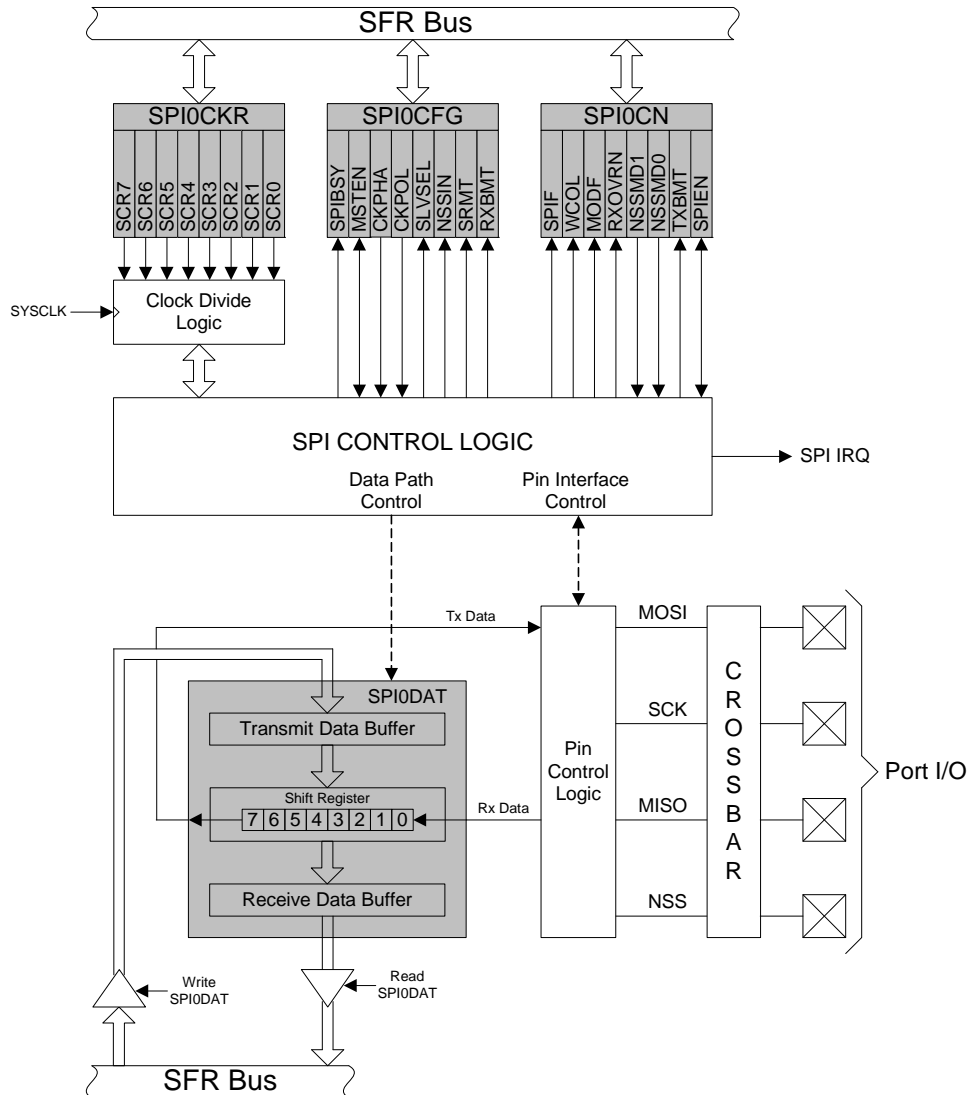 SFR Bus
SPI0CKR
SPI0CFG
SPI0CN
SCR7
SCR6
SCR5
SCR4
SCR3
SCR2
SCR1
SCR0
SPIBSY
MSTEN
CKPHA
CKPOL
SLVSEL
NSSIN
SRMT
RXBMT
SPIF
WCOL
MODF
RXOVRN
NSSMD1
NSSMD0
TXBMT
SPIEN
SYSCLK
Clock Divide
Logic
SPI CONTROL LOGIC
SPI IRQ
Data Path
Control
Pin Interface
Control
Tx Data
MOSI
SPI0DAT
Transmit Data Buffer
SCK
Shift Register
7 6 5 4 3 2 1 0
Rx Data
Pin
Control
Logic
MISO
CROSSBAR
Port I/O
Receive Data Buffer
NSS
Write
SPI0DAT
Read
SPI0DAT
SFR Bus